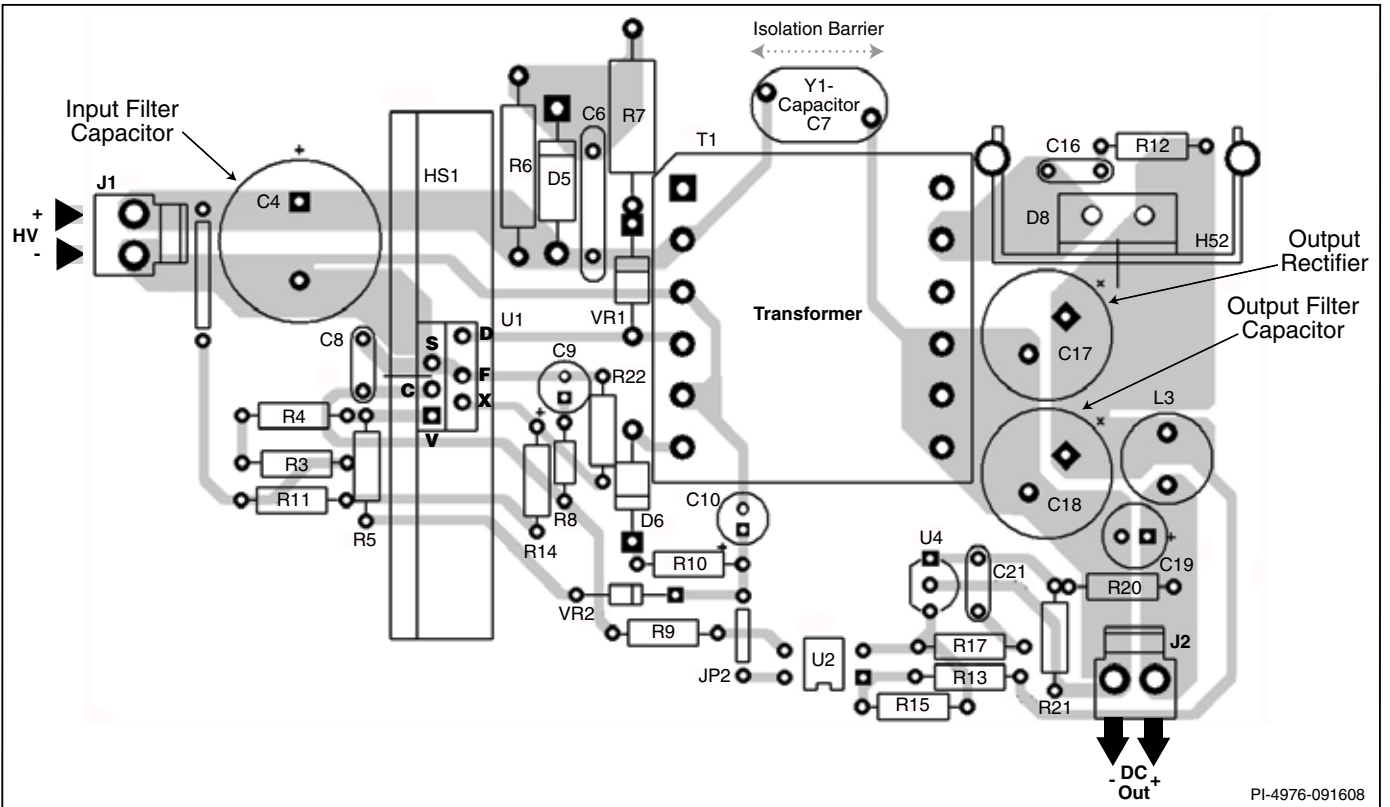 Isolation Barrier
Y1-
Capacitor
C7
Input Filter
Capacitor
+
J1
+
HV
-
C4
HS1
R6
D5
C6
R7
T1
C16
R12
D8
H52
Output
Rectifier
Output Filter
Capacitor
VR1
Transformer
U1
D
S
F
C
X
V
C8
C9
R22
+
C17
C18
L3
R4
R3
R11
R5
R14
R8
D6
C10
+
R10
VR2
R9
JP2
U2
U4
C21
C19
+
R20
R17
R13
R15
R21
J2
- DC +
Out
PI-4976-091608